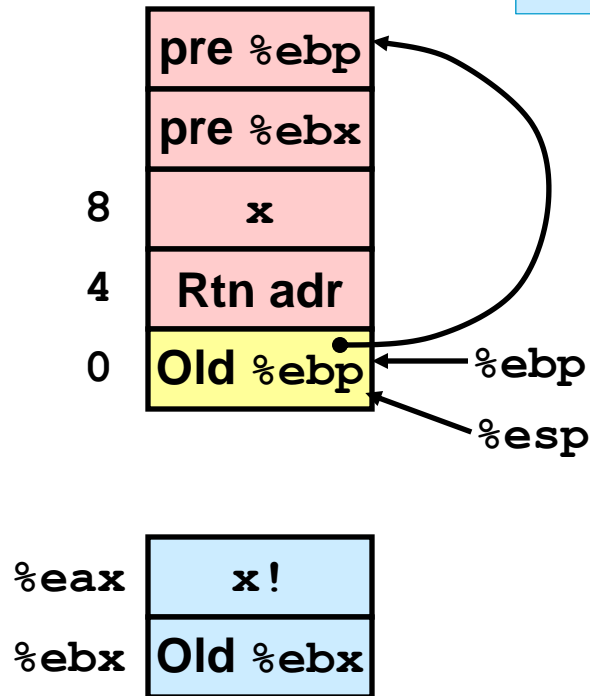 pre %ebp
pre %ebx
8 x
4 Rtn adr
0 Old %ebp %ebp
%esp
%eax x!
%ebx Old %ebx